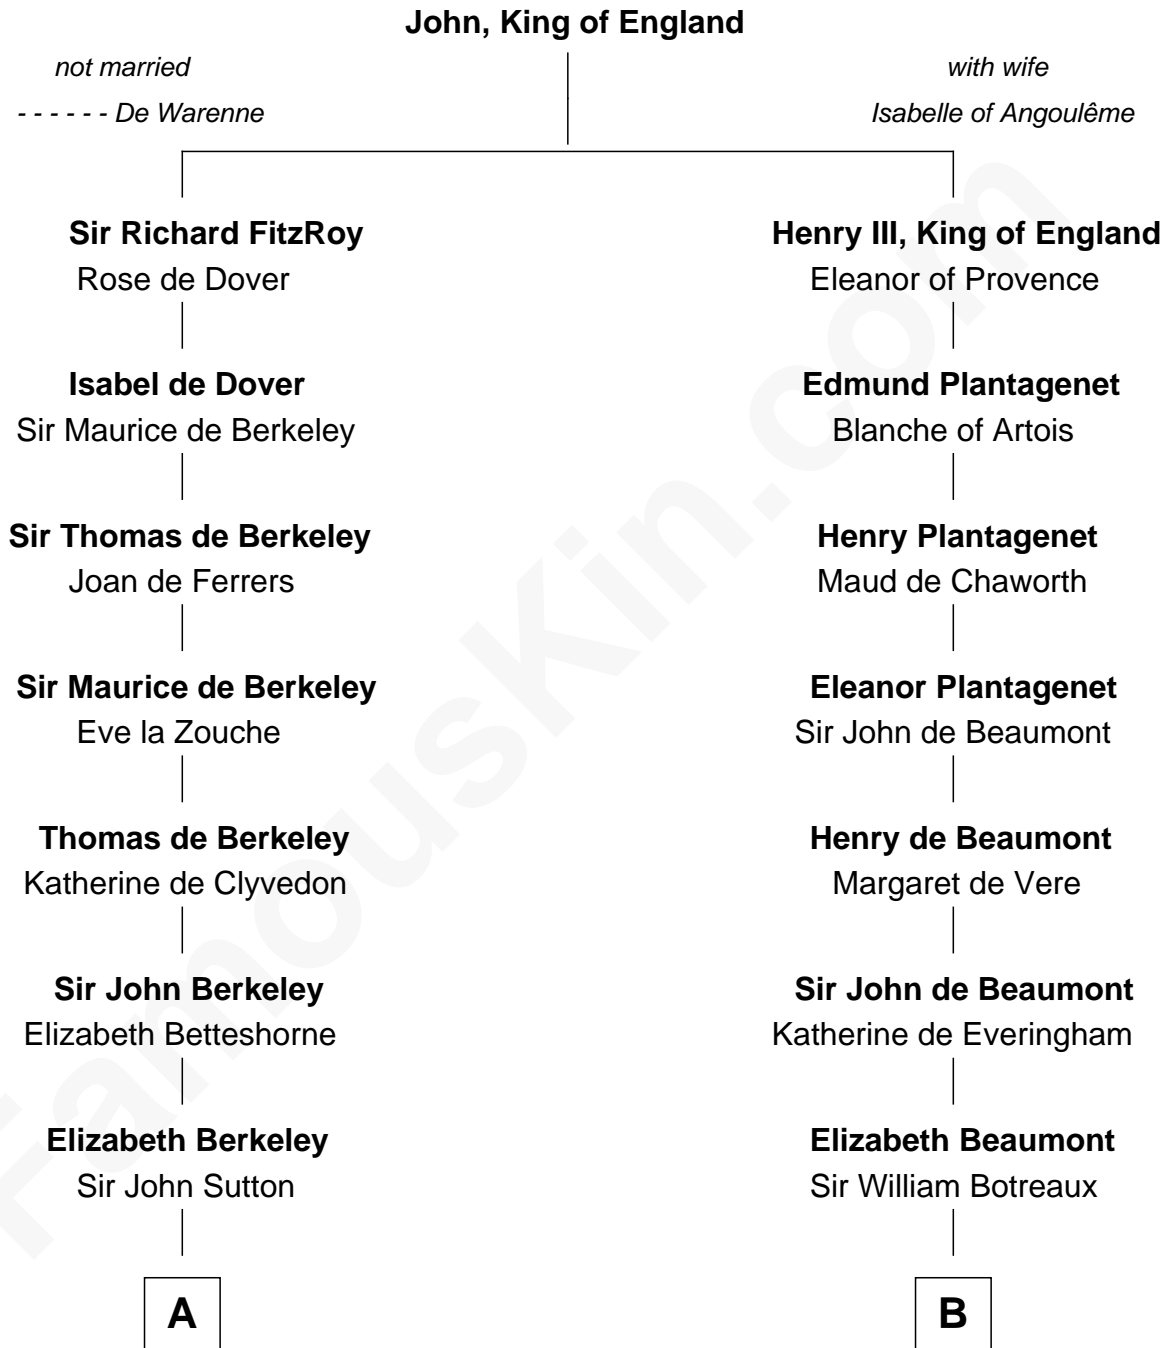 John, King of England
not married
with wife
- - - - - - De Warenne
Isabelle of Angoulême
Sir Richard FitzRoy
Rose de Dover
Henry III, King of England
Eleanor of Provence
Isabel de Dover
Sir Maurice de Berkeley
Edmund Plantagenet
Blanche of Artois
Sir Thomas de Berkeley
Joan de Ferrers
Henry Plantagenet
Maud de Chaworth
Sir Maurice de Berkeley
Eve la Zouche
Eleanor Plantagenet
Sir John de Beaumont
Thomas de Berkeley
Katherine de Clyvedon
Henry de Beaumont
Margaret de Vere
Sir John Berkeley
Elizabeth Betteshorne
Sir John de Beaumont
Katherine de Everingham
Elizabeth Berkeley
Sir John Sutton
Elizabeth Beaumont
Sir William Botreaux
A
B
FamousKin.com